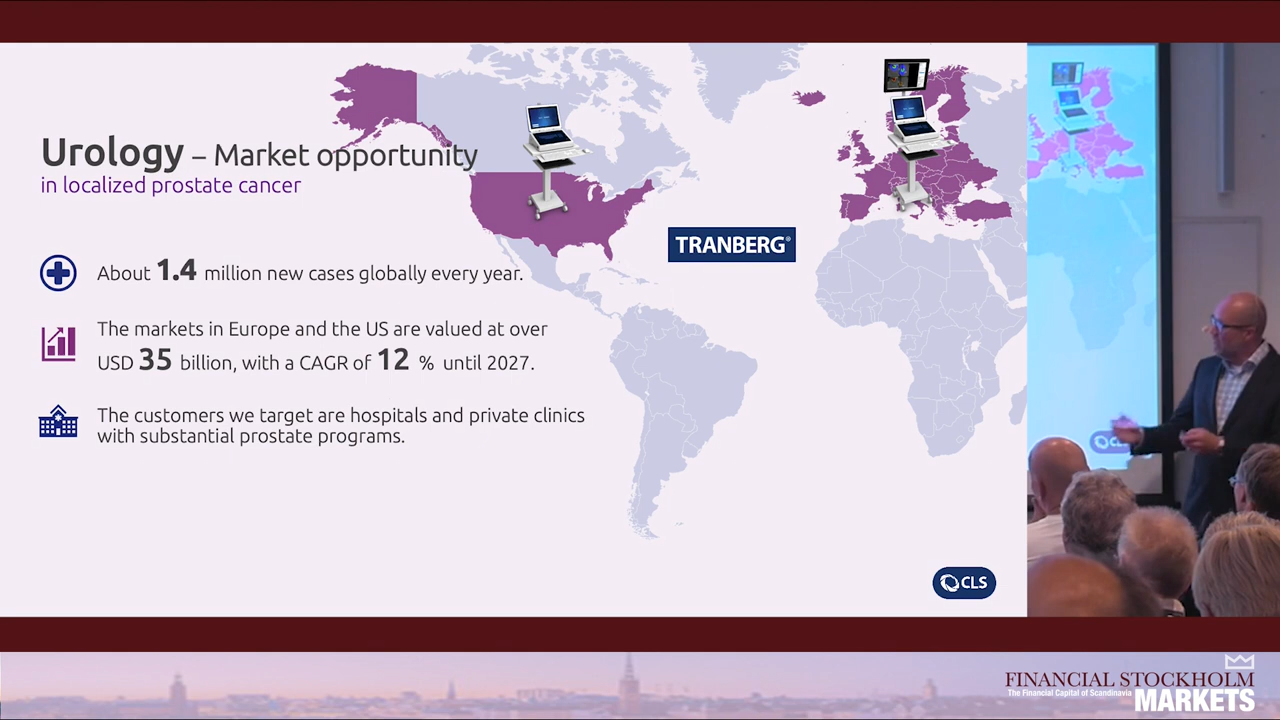 Urology – Market opportunity
in localized prostate cancer
TRANBERG®
About 1.4 million new cases globally every year.
The markets in Europe and the US are valued at over
USD 35 billion, with a CAGR of 12 % until 2027.
The customers we target are hospitals and private clinics
with substantial prostate programs.
CLS
FINANCIAL STOCKHOLM
The Financial Capital of Scandinavia
MARKETS